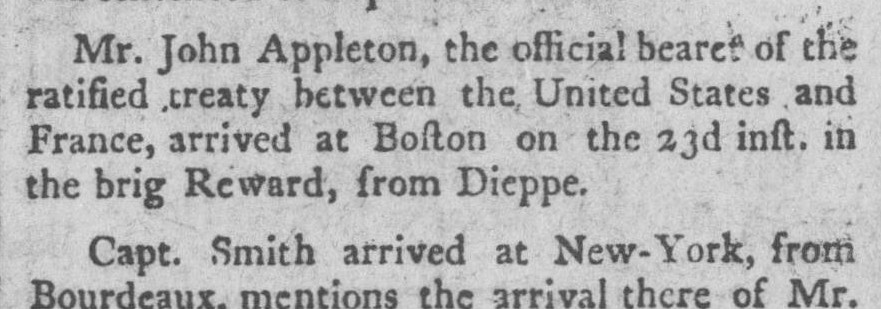 Mr. John Appleton, the official bearer of the
ratified treaty between the United States and
France, arrived at Boſton on the 23d inſt. in
the brig Reward, from Dieppe.
Capt. Smith arrived at New-York, from
Bourdeaux, mentions the arrival there of Mr.